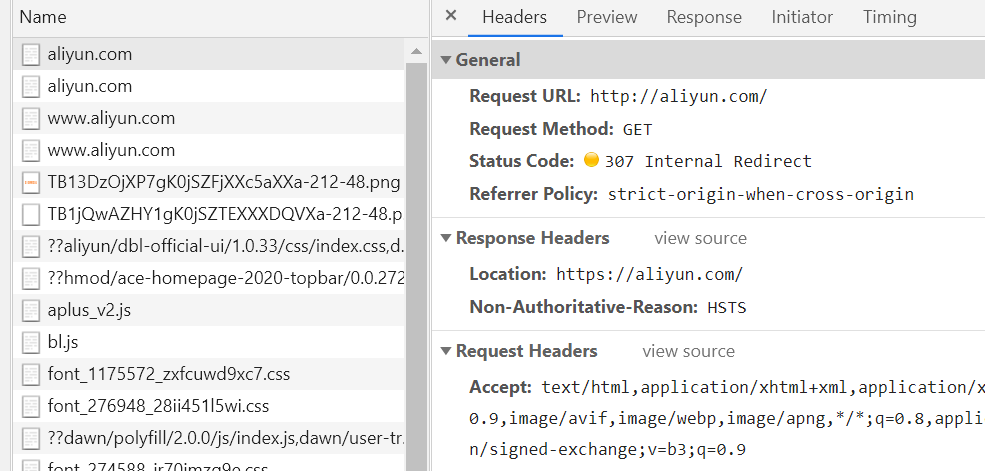 Name
aliyun.com
aliyun.com
www.aliyun.com
www.aliyun.com
TB13DzOjXP7gK0jSZFjXXc5aXXa-212-48.png
TB1jQwAZHY1gK0jSZTEXXXDQVXa-212-48.p
??aliyun/dbl-official-ui/1.0.33/css/index.css,d.
??hmod/ace-homepage-2020-topbar/0.0.272
aplus_v2.js
bl.js
font_1175572_zxfcuwd9xc7.css
font_276948_28ii451l5wi.css
??dawn/polyfill/2.0.0/js/index.js,dawn/user-tr.
font_274588_ir70imzq9e.css
× Headers Preview Response Initiator Timing
General
Request URL: http://aliyun.com/
Request Method: GET
Status Code: 307 Internal Redirect
Referrer Policy: strict-origin-when-cross-origin
Response Headers view source
Location: https://aliyun.com/
Non-Authoritative-Reason: HSTS
Request Headers view source
Accept: text/html,application/xhtml+xml,application/x
0.9,image/avif,image/webp,image/apng,*/*;q=0.8,applic
n/signed-exchange;v=b3;q=0.9